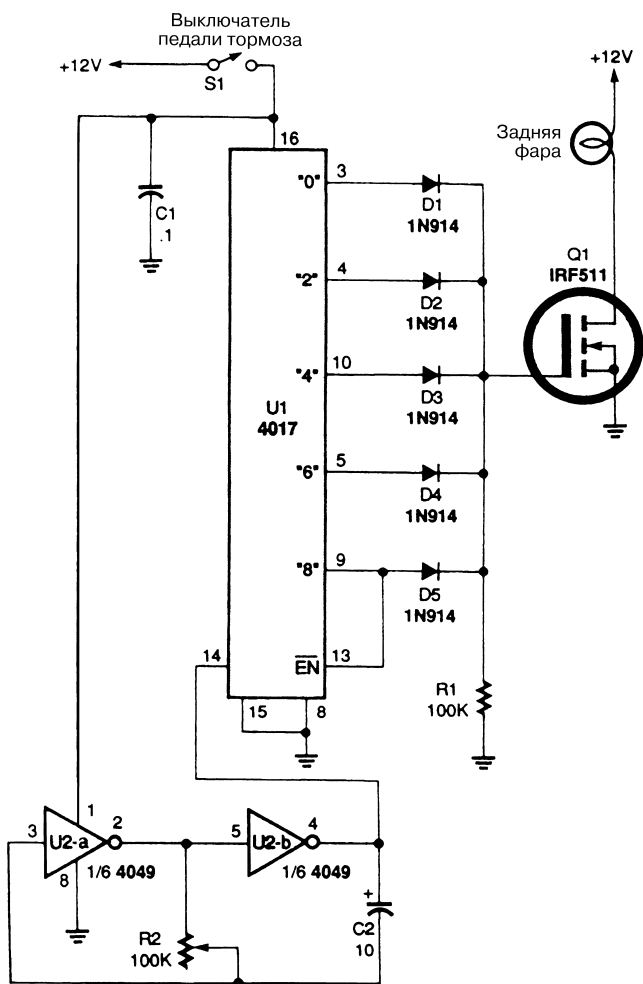 Выключатель
педали тормоза
+12V
S1
+12V
16
Задняя
фара
"0"
3
D1
1N914
C1
.1
Q1
IRF511
"2"
4
D2
1N914
"4"
10
D3
1N914
U1
4017
"6"
5
D4
1N914
"8"
9
D5
1N914
14
EN
13
15
8
R1
100K
1
3
U2-a
2
5
U2-b
4
8
1/6 4049
1/6 4049
+
R2
100K
C2
10